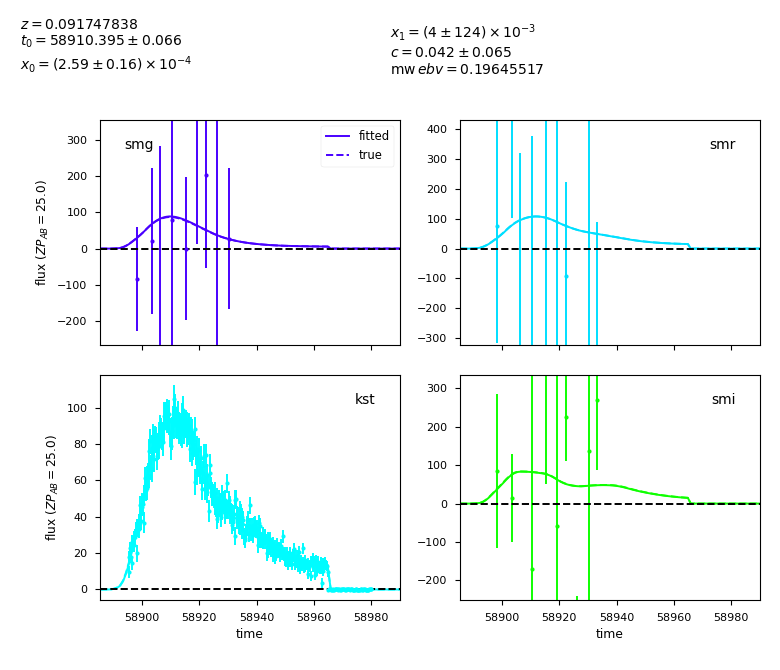 z = 0.091747838
t₀ = 58910.395 ± 0.066
x₀ = (2.59 ± 0.16) × 10⁻⁴
x₁ = (4 ± 124) × 10⁻³
c = 0.042 ± 0.065
mw ebv = 0.19645517
smg
fitted
true
300
200
100
0
−100
−200
flux (ZP_AB = 25.0)
smr
400
300
200
100
0
−100
−200
−300
kst
100
80
60
40
20
0
flux (ZP_AB = 25.0)
58900 58920 58940 58960 58980
time
smi
300
200
100
0
−100
−200
58900 58920 58940 58960 58980
time